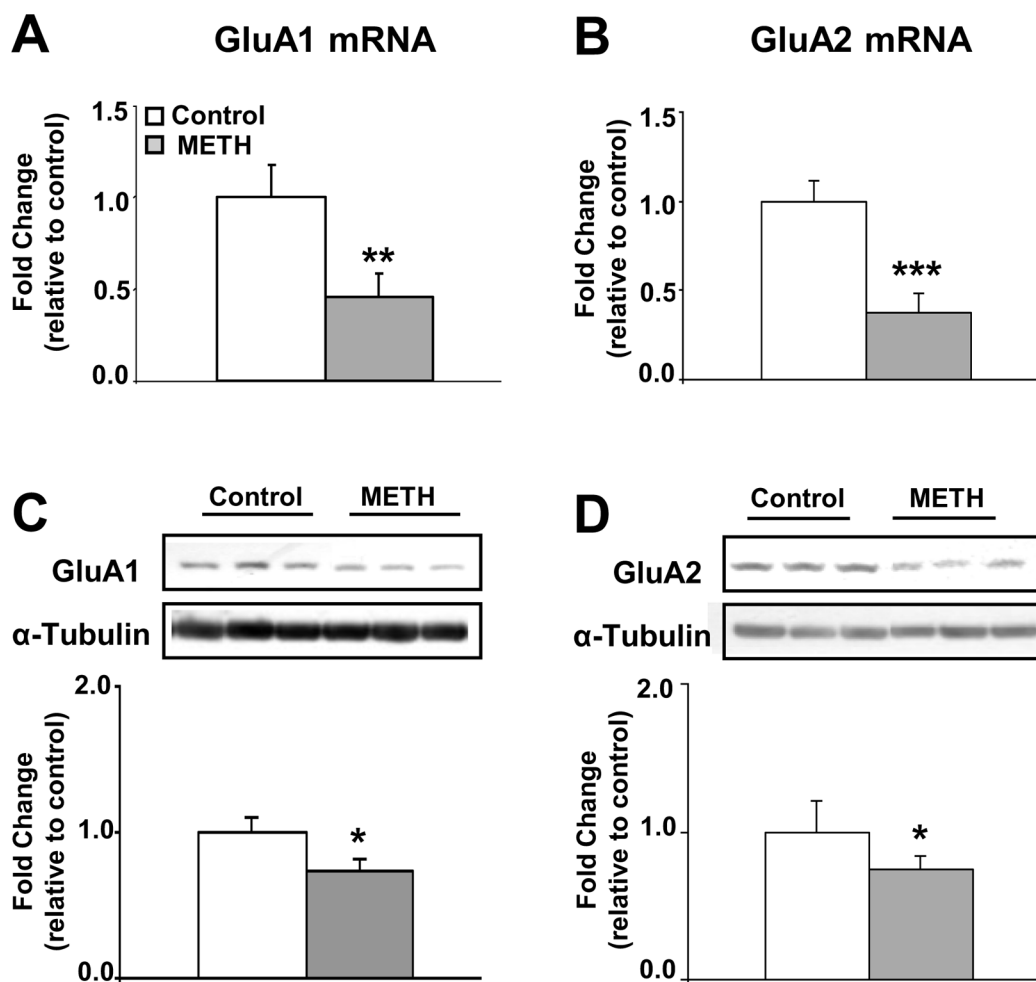 A
GluA1 mRNA
Fold Change
(relative to control)
1.5
1.0
0.5
0.0
Control
METH
**
B
GluA2 mRNA
Fold Change
(relative to control)
1.5
1.0
0.5
0.0
***
C
Control METH
GluA1
α-Tubulin
Fold Change
(relative to control)
2.0
1.0
0.0
*
D
Control METH
GluA2
α-Tubulin
Fold Change
(relative to control)
2.0
1.0
0.0
*